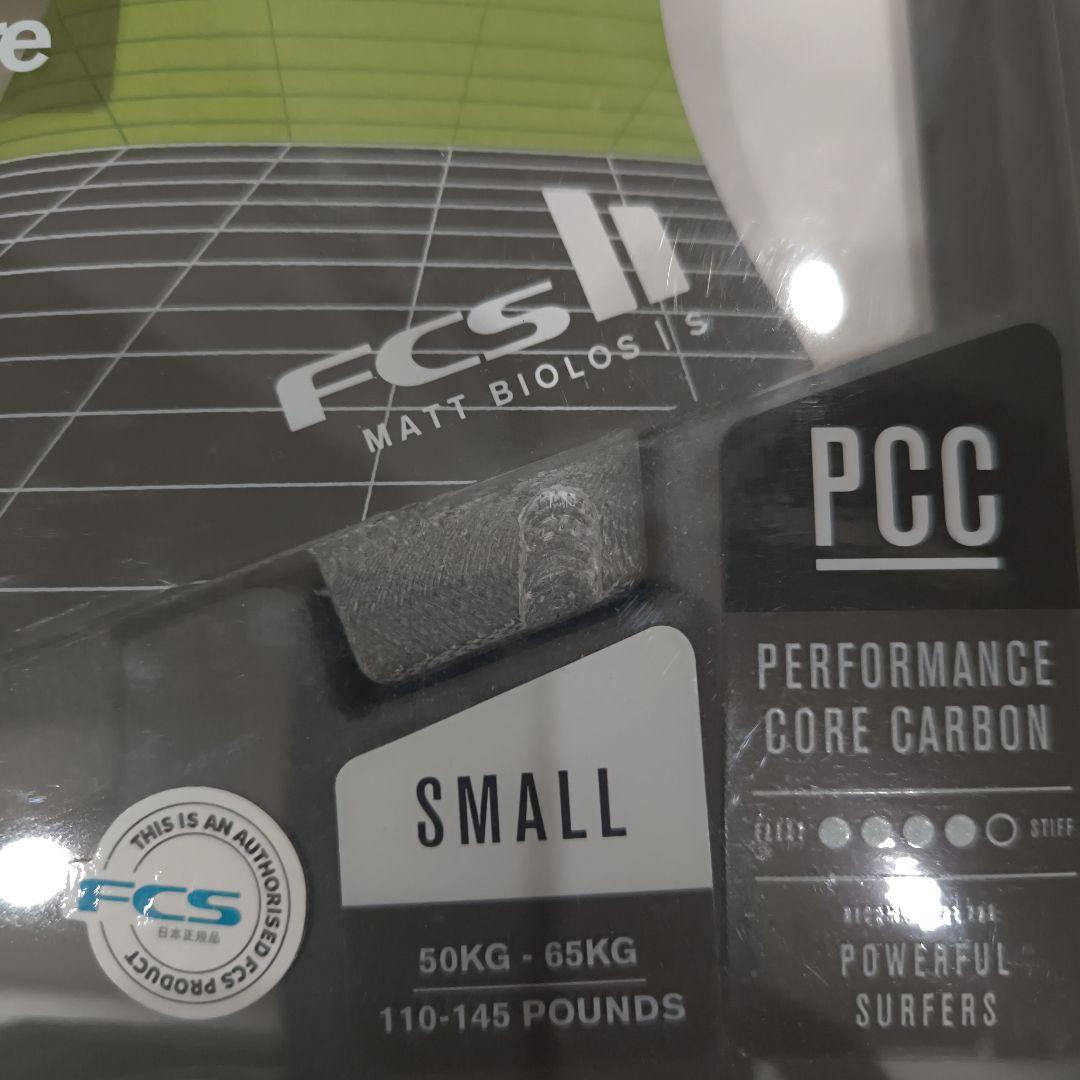 FCS II
MATT BIOLOS | S
PCC
PERFORMANCE
CORE CARBON
STIFF
POWERFUL
SURFERS
SMALL
50KG - 65KG
110-145 POUNDS
THIS IS AN AUTHORISED FCS PRODUCT
FCS
日本正規品